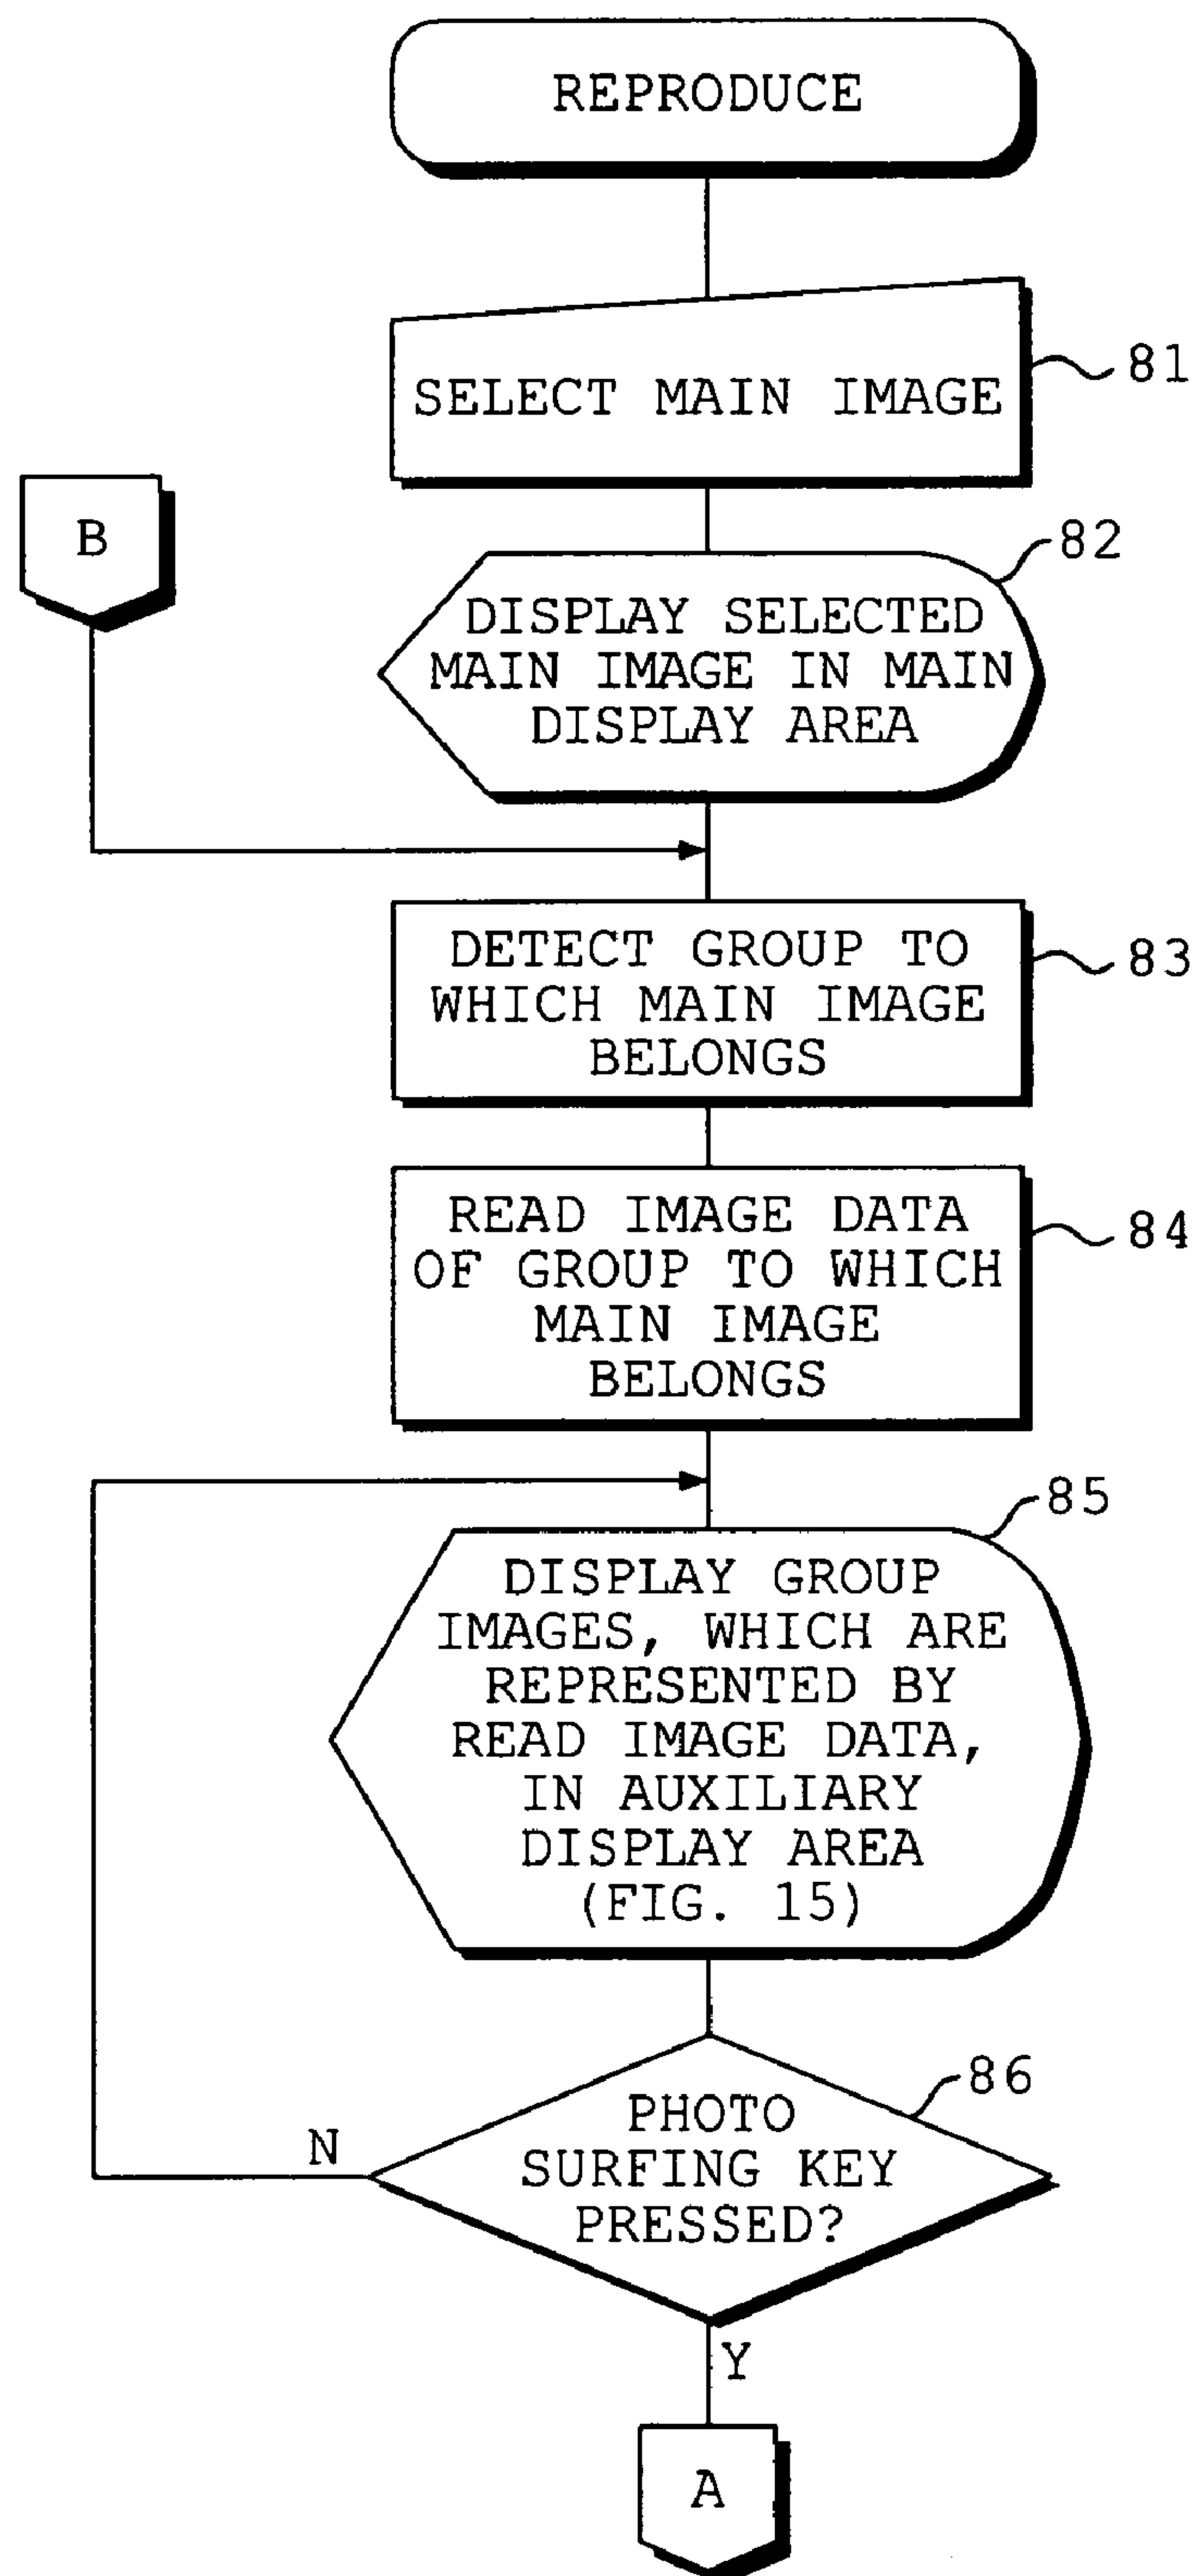 REPRODUCE
SELECT MAIN IMAGE
81
B
82
DISPLAY SELECTED
MAIN IMAGE IN MAIN
DISPLAY AREA
DETECT GROUP TO
WHICH MAIN IMAGE
BELONGS
83
READ IMAGE DATA
OF GROUP TO WHICH
MAIN IMAGE
BELONGS
84
85
DISPLAY GROUP
IMAGES, WHICH ARE
REPRESENTED BY
READ IMAGE DATA,
IN AUXILIARY
DISPLAY AREA
(FIG. 15)
86
PHOTO
SURFING KEY
PRESSED?
N
Y
A